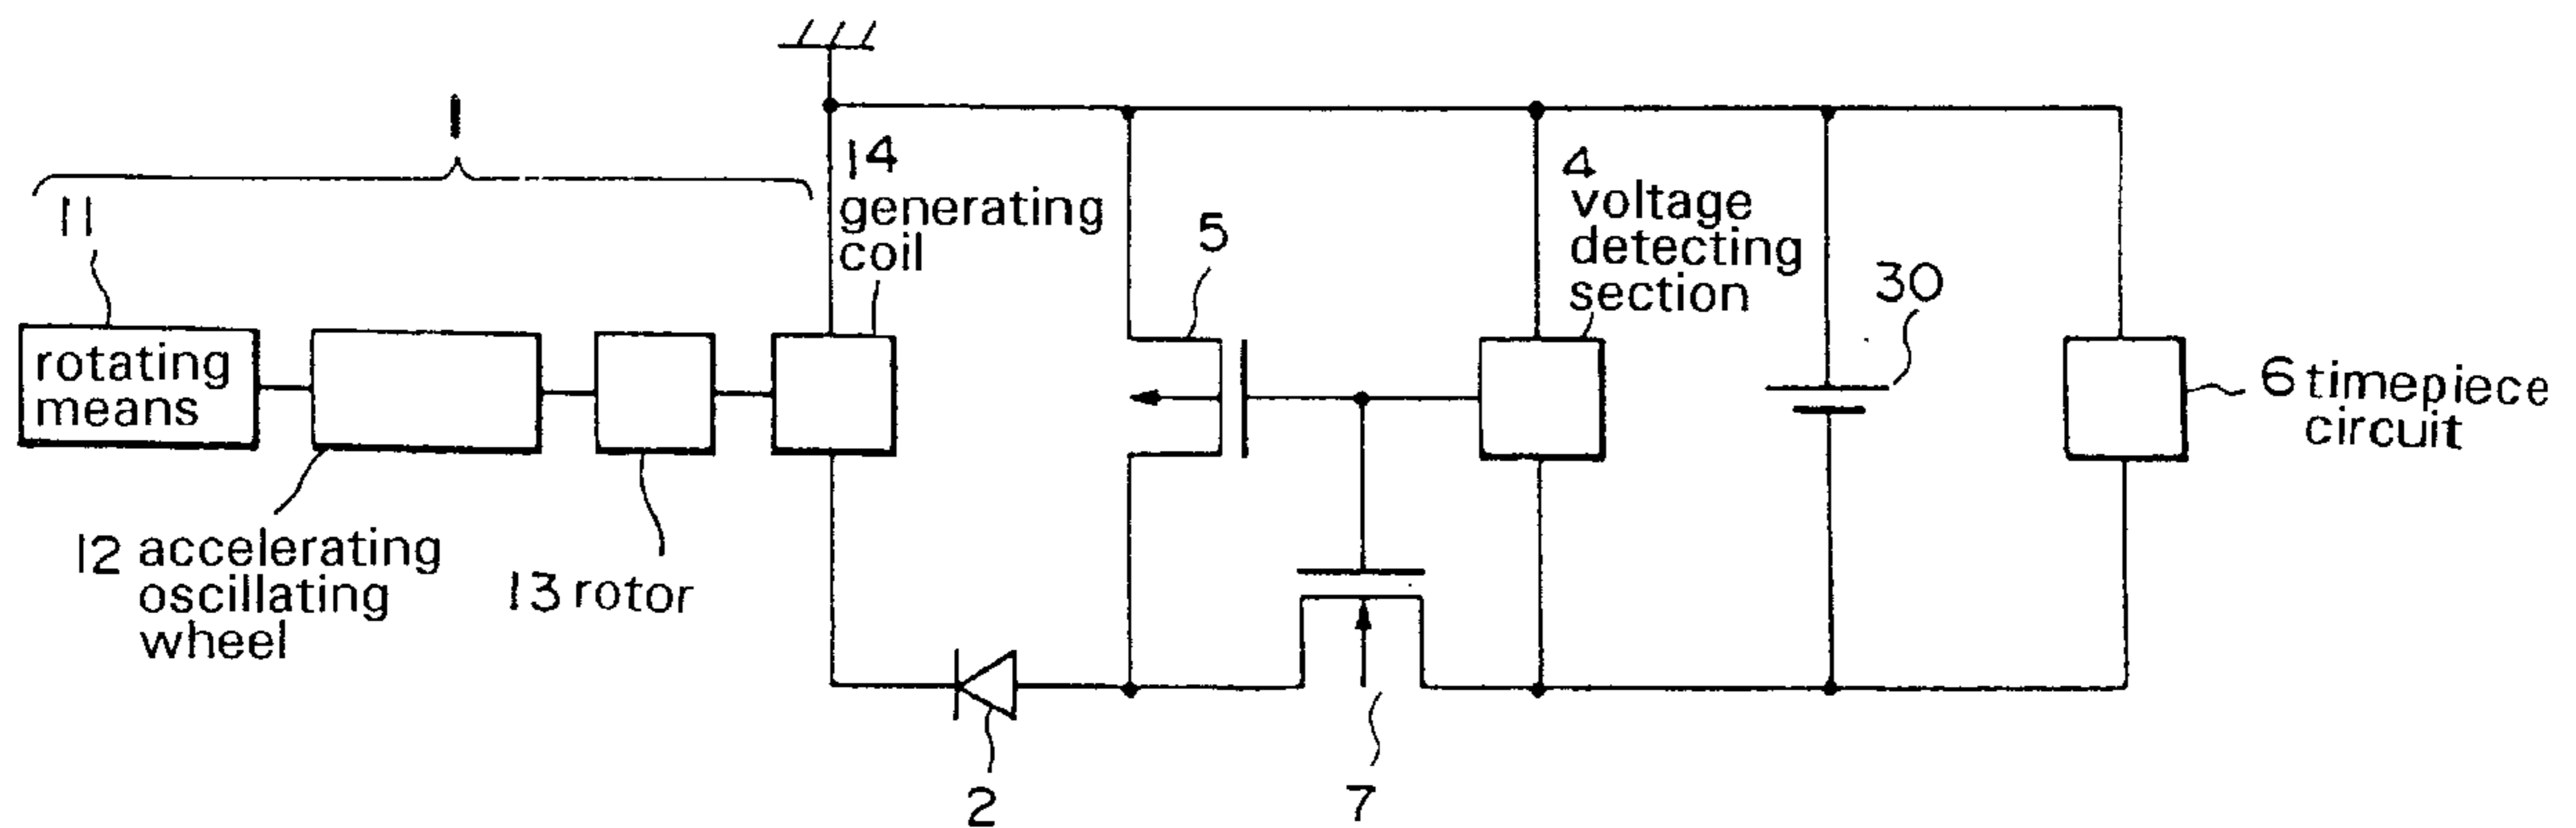 1
14
generating
coil
11
4
voltage
detecting
section
5
30
rotating
means
6 timepiece
circuit
12 accelerating
oscillating
wheel
13 rotor
2
7